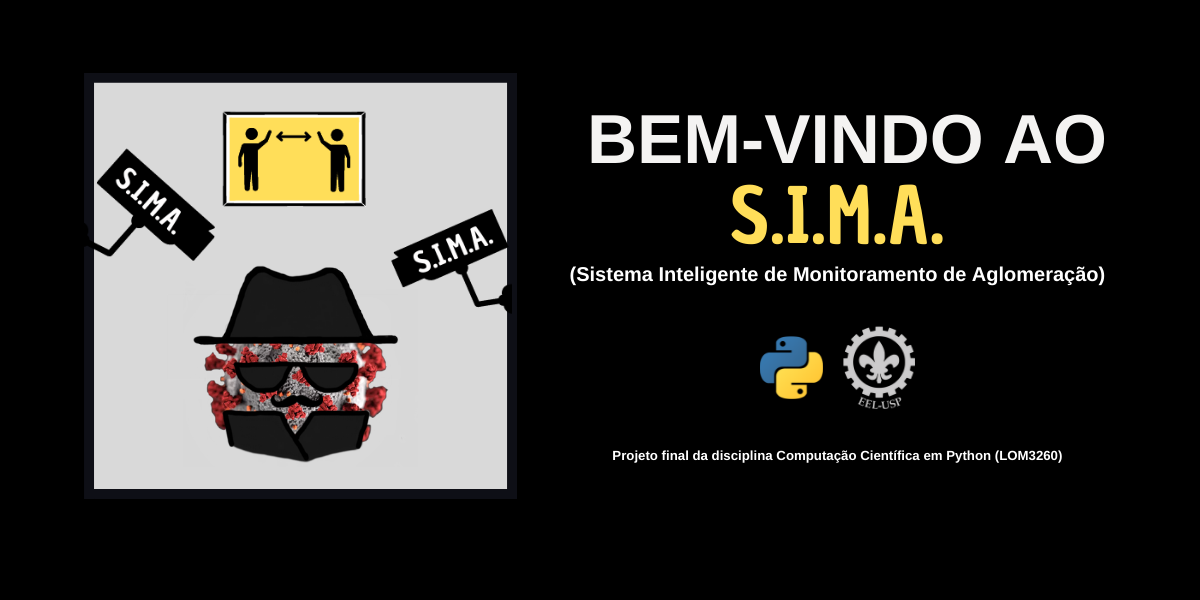 S.I.M.A.
S.I.M.A.
BEM-VINDO AO
S.I.M.A.
(Sistema Inteligente de Monitoramento de Aglomeração)
EEL-USP
Projeto final da disciplina Computação Científica em Python (LOM3260)